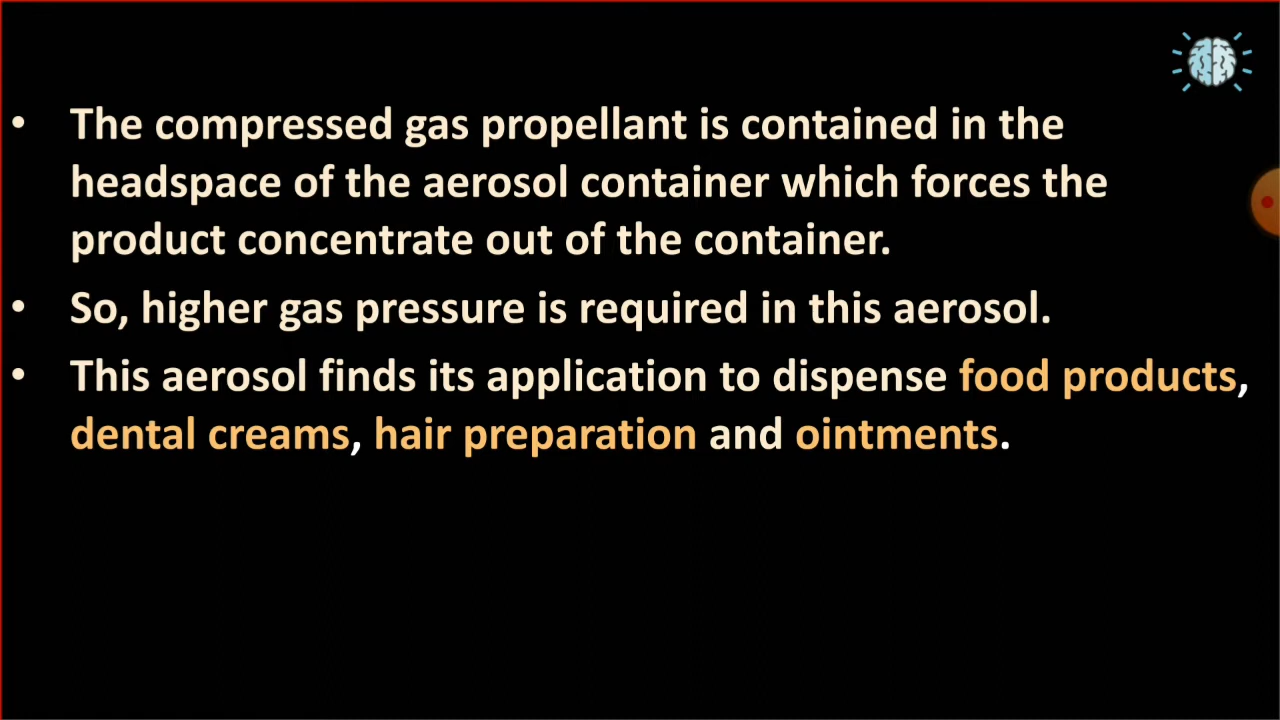 • The compressed gas propellant is contained in the
headspace of the aerosol container which forces the
product concentrate out of the container.
• So, higher gas pressure is required in this aerosol.
• This aerosol finds its application to dispense food products,
dental creams, hair preparation and ointments.